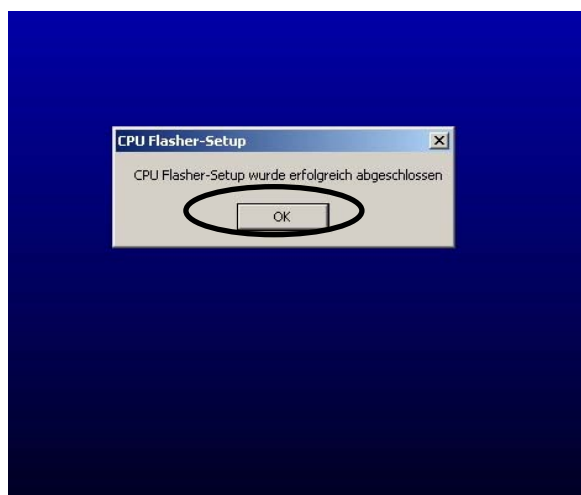 CPU Flasher-Setup
CPU Flasher-Setup wurde erfolgreich abgeschlossen
OK